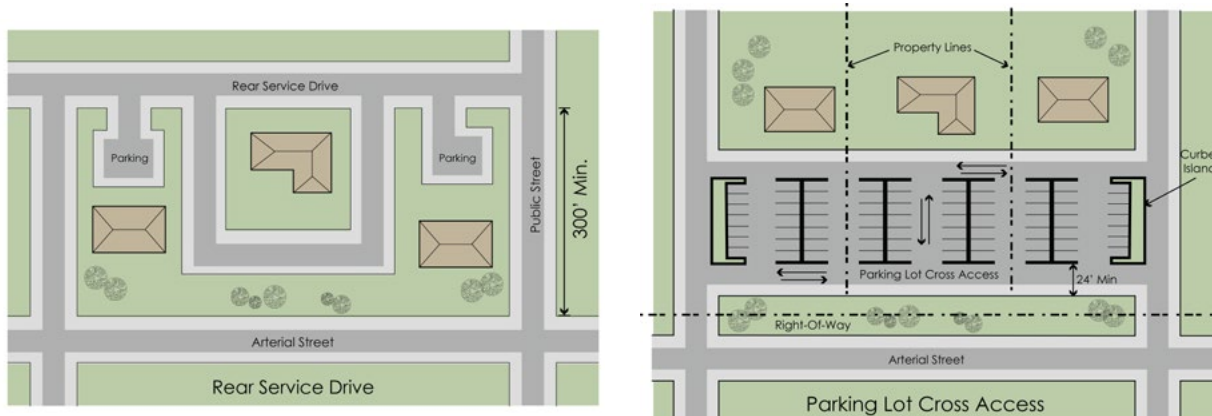 Rear Service Drive
Parking
Parking
Public Street
300' Min.
Arterial Street
Rear Service Drive
Property Lines
Curbed
Island
Parking Lot Cross Access
24' Min
Right-Of-Way
Arterial Street
Parking Lot Cross Access